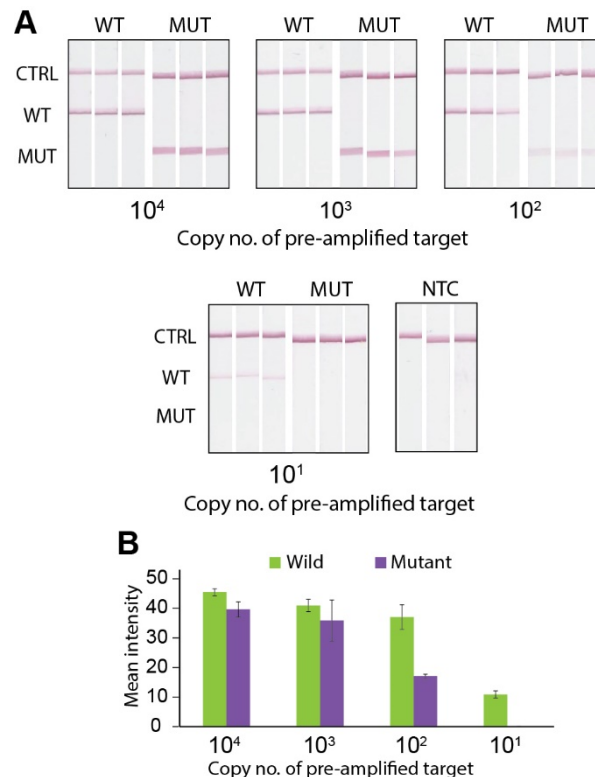 A
WT MUT WT MUT WT MUT
CTRL
WT
MUT
10⁴ 10³ 10²
Copy no. of pre-amplified target
WT MUT NTC
CTRL
WT
MUT
10¹
Copy no. of pre-amplified target
B
Wild Mutant
Mean intensity
50
40
30
20
10
0
10⁴ 10³ 10² 10¹
Copy no. of pre-amplified target